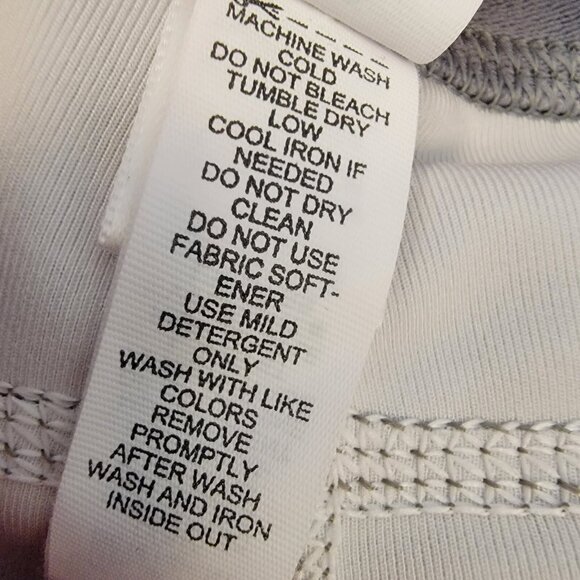 MACHINE WASH
COLD
DO NOT BLEACH
TUMBLE DRY
LOW
COOL IRON IF
NEEDED
DO NOT DRY
CLEAN
DO NOT USE
FABRIC SOFT-
ENER
USE MILD
DETERGENT
ONLY
WASH WITH LIKE
COLORS
REMOVE
PROMPTLY
AFTER WASH
WASH AND IRON
INSIDE OUT